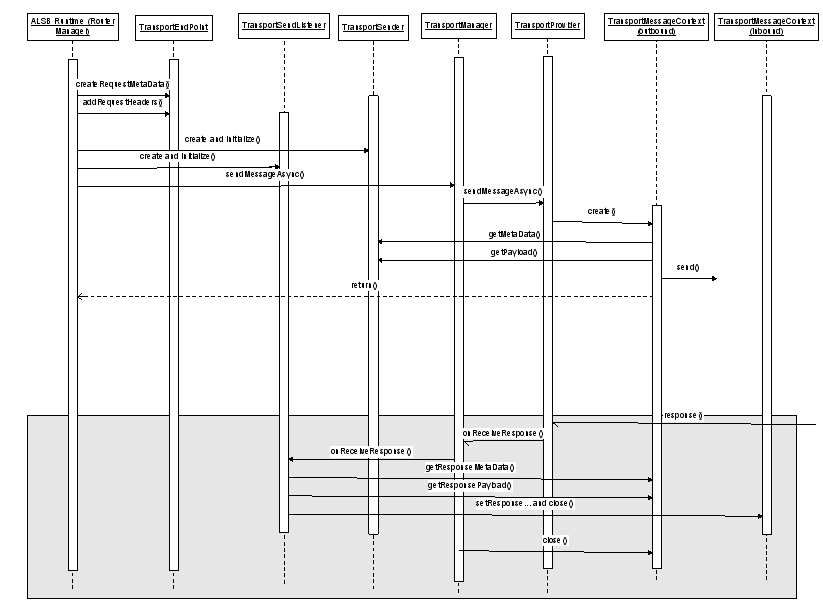 ALSB Runtime (Router
Manager)
TransportEndPoint
TransportSendListener
TransportSender
TransportManager
TransportProvider
TransportMessageContext
(outbound)
TransportMessageContext
(Inbound)
createRequestMetaData()
addRequestHeaders()
create and Initialize()
create and Initialize()
sendMessageAsync()
sendMessageAsync()
create()
getMetaData()
getPayload()
send()
return()
response()
onReceiveResponse()
onReceiveResponse()
getResponseMetaData()
getResponsePayload()
setResponse...and close()
close()